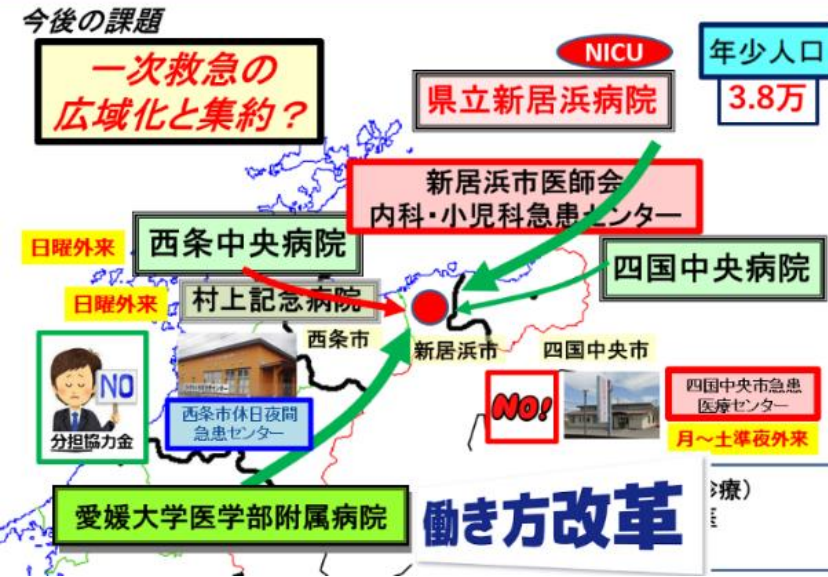 今後の課題
一次救急の
広域化と集約？
NICU
県立新居浜病院
年少人口
3.8万
新居浜市医師会
内科・小児科急患センター
日曜外来
西条中央病院
四国中央病院
日曜外来
村上記念病院
西条市
新居浜市
四国中央市
NO
分担協力金
西条市休日夜間
急患センター
NO!
四国中央市急患
医療センター
月～土準夜外来
愛媛大学医学部附属病院
働き方改革
診療）